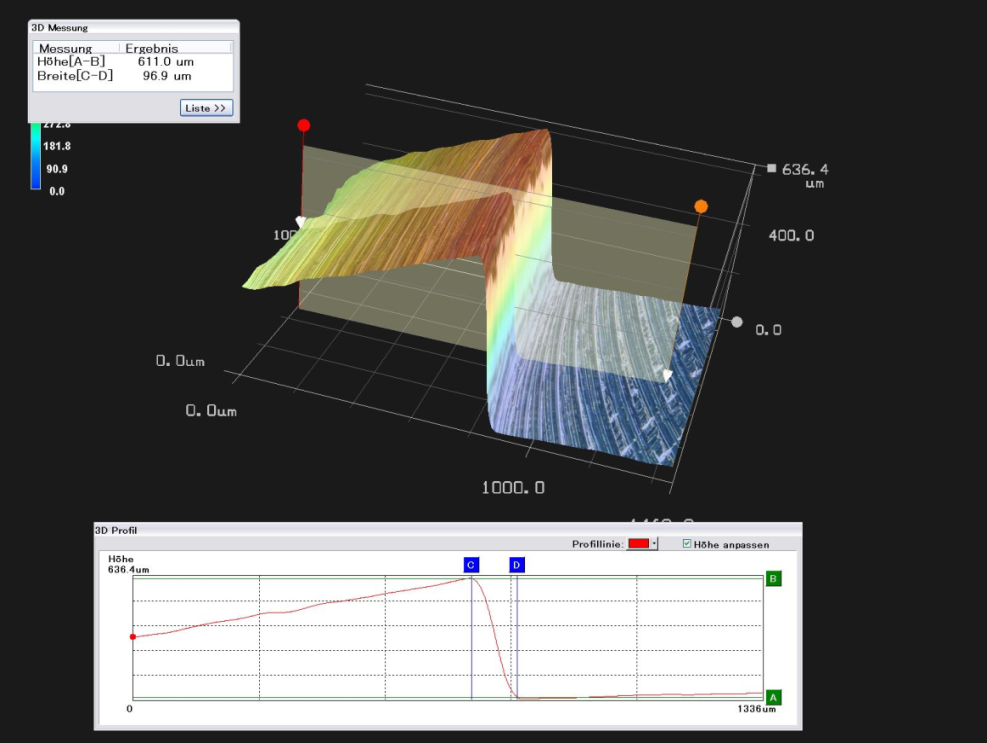 3D Messung
Messung Ergebnis
Höhe[A-B] 611.0 um
Breite[C-D] 96.9 um
Liste >>
272.8
181.8
90.9
0.0
636.4
um
400.0
0.0
100
0.0um
0.0um
1000.0
3D Profil
Profillinie:
Höhe anpassen
Höhe
636.4um
C
D
B
A
0
1336um